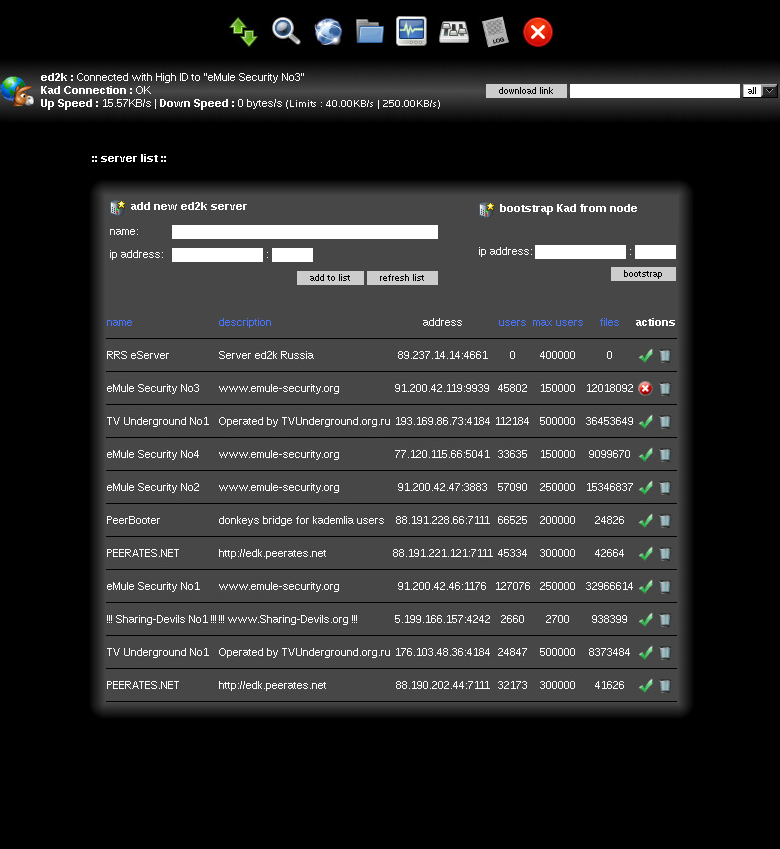 LOG
ed2k : Connected with High ID to "eMule Security No3"
Kad Connection : OK
Up Speed : 15.57KB/s | Down Speed : 0 bytes/s (Limits : 40.00KB/s | 250.00KB/s)
download link all
:: server list ::
add new ed2k server
name:
ip address: :
add to list refresh list
bootstrap Kad from node
ip address: :
bootstrap
name description address users max users files actions
RRS eServer Server ed2k Russia 89.237.14.14:4661 0 400000 0
eMule Security No3 www.emule-security.org 91.200.42.119:9939 45802 150000 12018092
TV Underground No1 Operated by TVUnderground.org.ru 193.169.86.73:4184 112184 500000 36453649
eMule Security No4 www.emule-security.org 77.120.115.66:5041 33635 150000 9099670
eMule Security No2 www.emule-security.org 91.200.42.47:3883 57090 250000 15346837
PeerBooter donkeys bridge for kademlia users 88.191.228.66:7111 66525 200000 24826
PEERATES.NET http://edk.peerates.net 88.191.221.121:7111 45334 300000 42664
eMule Security No1 www.emule-security.org 91.200.42.46:1176 127076 250000 32966614
!!! Sharing-Devils No1 !!! !!! www.Sharing-Devils.org !!! 5.199.166.157:4242 2660 2700 938399
TV Underground No1 Operated by TVUnderground.org.ru 176.103.48.36:4184 24847 500000 8373484
PEERATES.NET http://edk.peerates.net 88.190.202.44:7111 32173 300000 41626